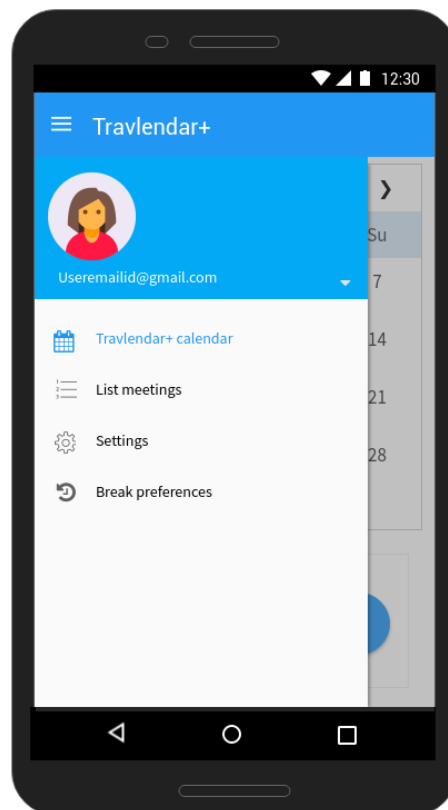 12:30
Travlendar+
❯
Su
Useremailid@gmail.com
7
Travlendar+ calendar
14
List meetings
21
Settings
28
Break preferences